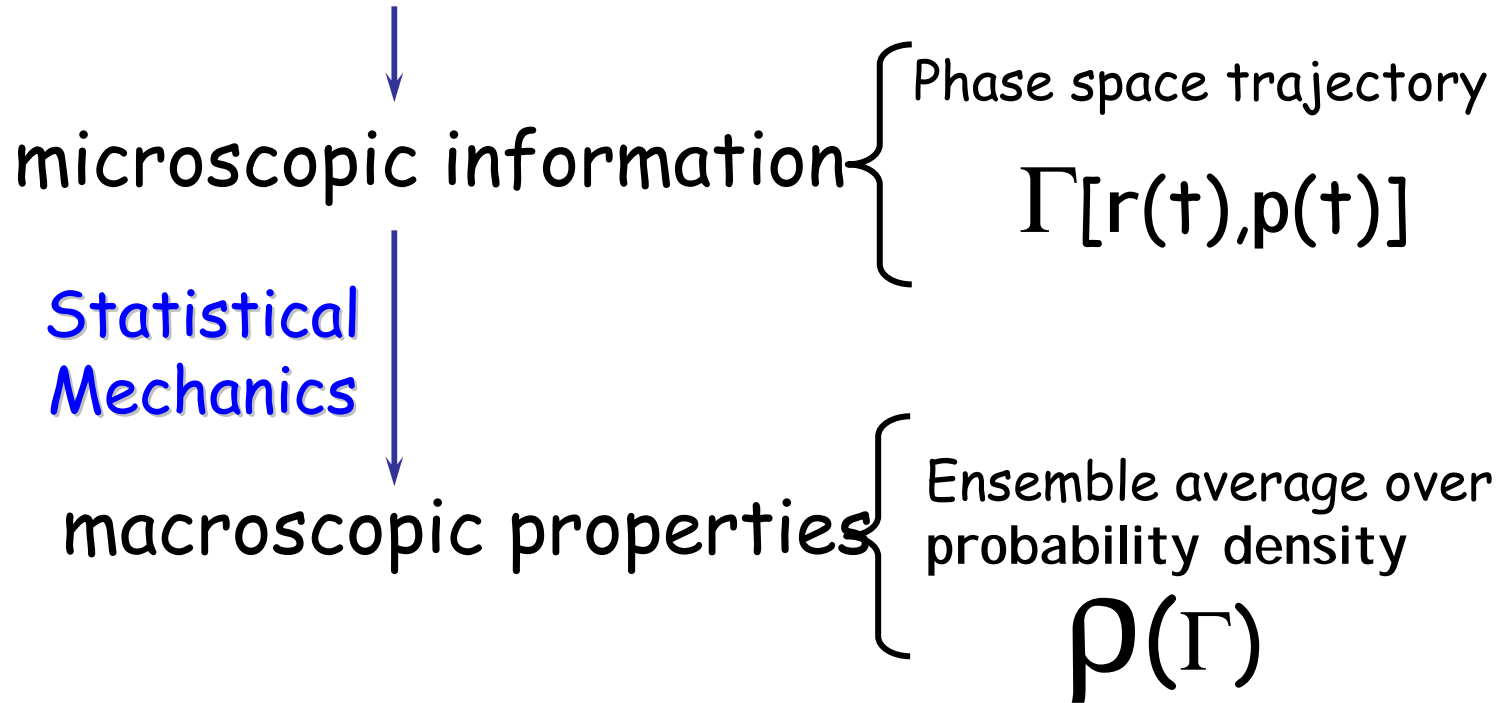 Phase space trajectory
microscopic information
Γ[r(t),p(t)]
Statistical
Mechanics
Ensemble average over
macroscopic properties
probability density
ρ(Γ)